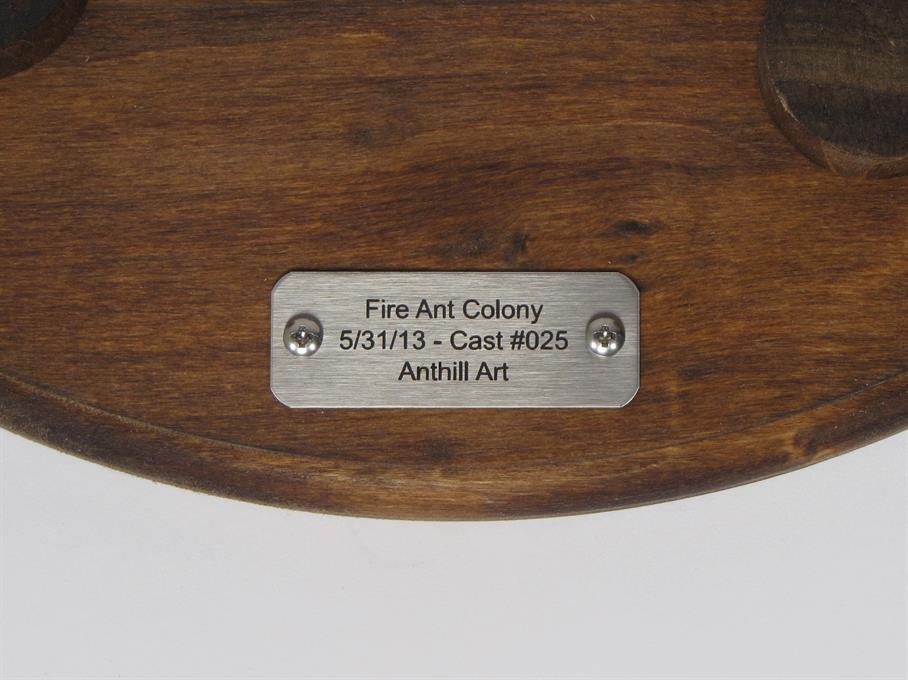 Fire Ant Colony
5/31/13 - Cast #025
Anthill Art